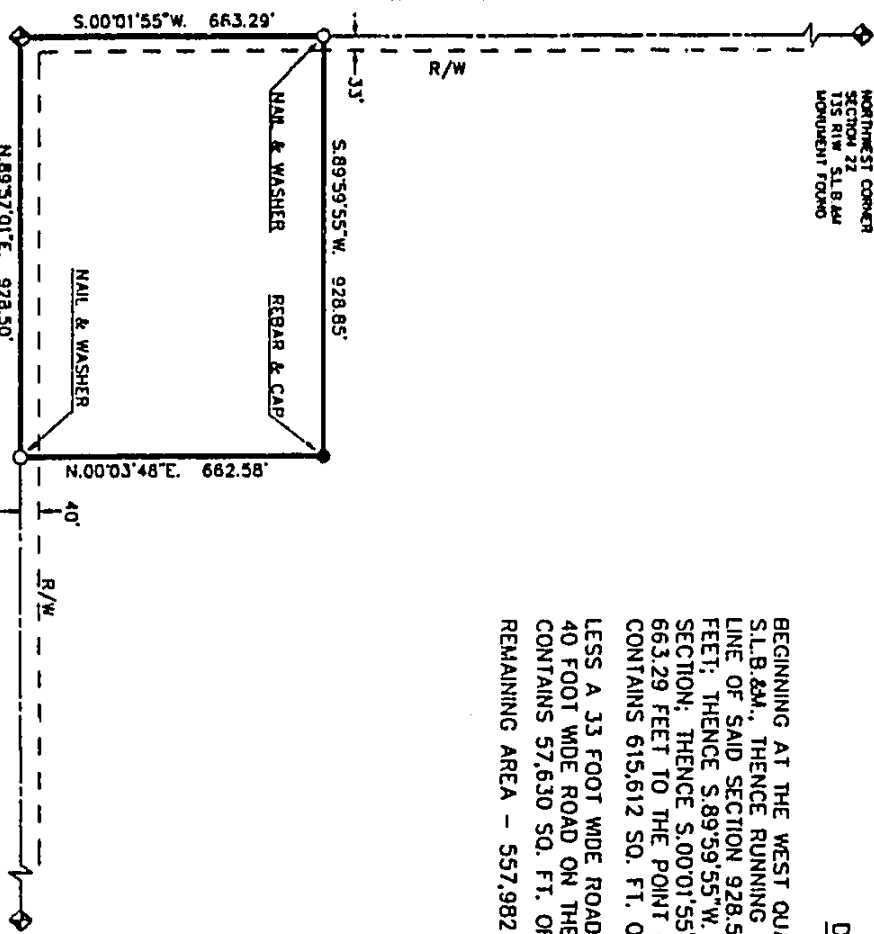 S.00°01'55"W. 663.29'
R/W
33'
NORTHWEST CORNER
SECTION 22
T3S R1W S.L.B.&M
MONUMENT FOUND
NAIL & WASHER
S.89°59'55"W. 928.85'
REBAR & CAP
NAIL & WASHER
N.89°57'01"E. 928.50'
N.00°03'48"E. 662.58'
40'
R/W
BEGINNING AT THE WEST QUA
S.L.B.&M., THENCE RUNNING
LINE OF SAID SECTION 928.5
FEET; THENCE S.89°59'55"W.
SECTION; THENCE S.00°01'55"
663.29 FEET TO THE POINT
CONTAINS 615,612 SQ. FT. O
LESS A 33 FOOT WIDE ROAD
40 FOOT WIDE ROAD ON THE
CONTAINS 57,630 SQ. FT. OF
REMAINING AREA - 557,982